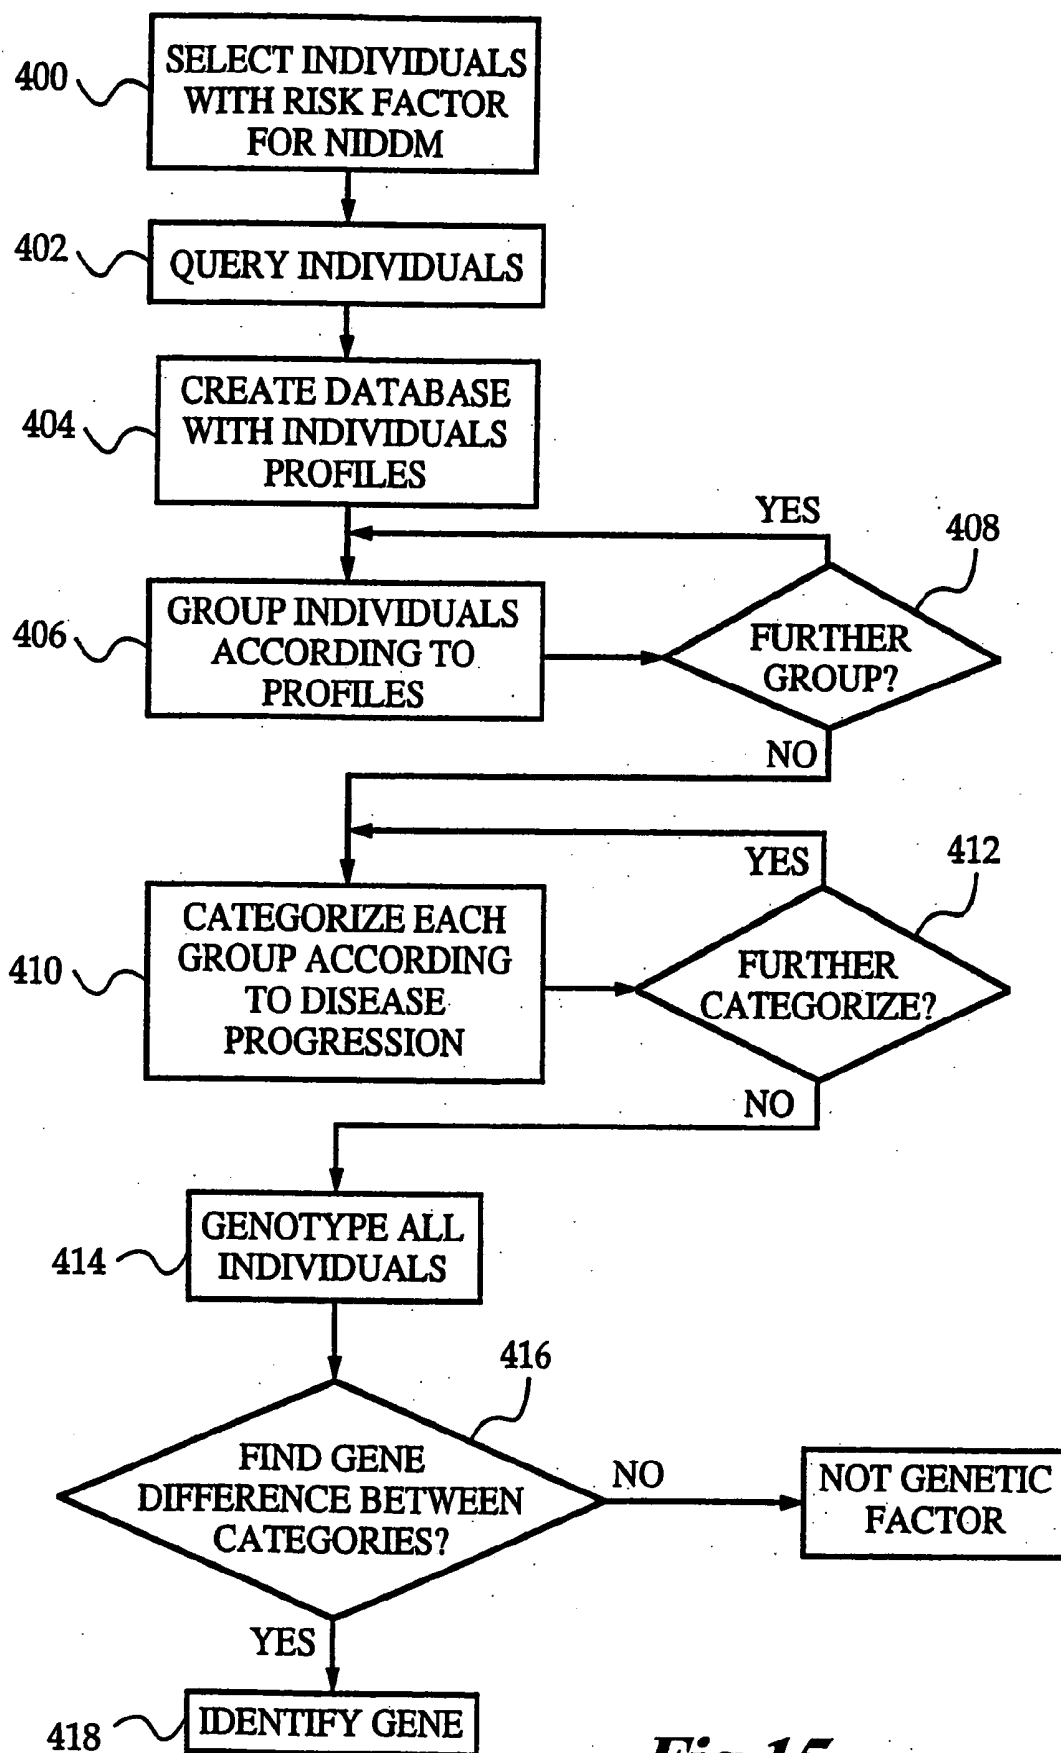 400
SELECT INDIVIDUALS
WITH RISK FACTOR
FOR NIDDM
402
QUERY INDIVIDUALS
404
CREATE DATABASE
WITH INDIVIDUALS
PROFILES
YES
408
406
GROUP INDIVIDUALS
ACCORDING TO
PROFILES
FURTHER
GROUP?
NO
YES
412
410
CATEGORIZE EACH
GROUP ACCORDING
TO DISEASE
PROGRESSION
FURTHER
CATEGORIZE?
NO
414
GENOTYPE ALL
INDIVIDUALS
416
FIND GENE
DIFFERENCE BETWEEN
CATEGORIES?
NO
NOT GENETIC
FACTOR
YES
418
IDENTIFY GENE
Fig 15